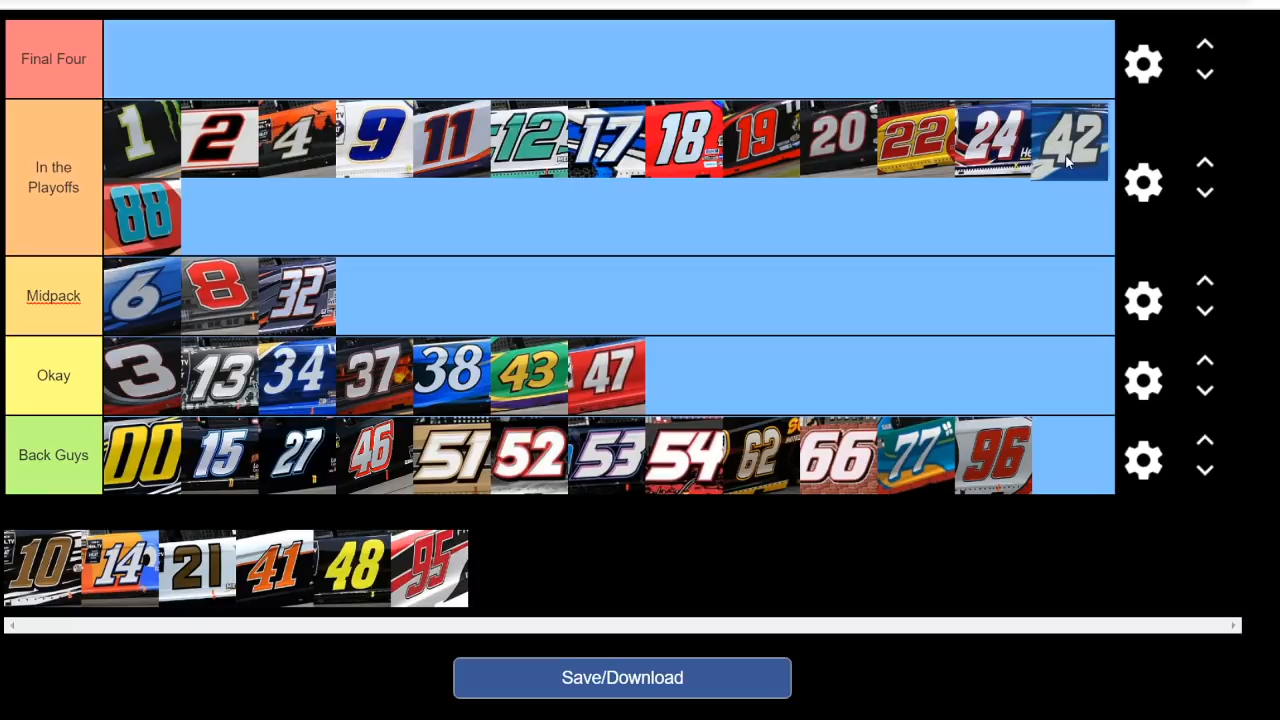 Final Four
In the
Playoffs
1 2 4 9 11 12 17 18 19 20 22 24 42
88
Midpack
6 8 32
Okay
3 13 34 37 38 43 47
Back Guys
00 15 27 46 51 52 53 54 62 66 77 96
10 14 21 41 48 95
Save/Download